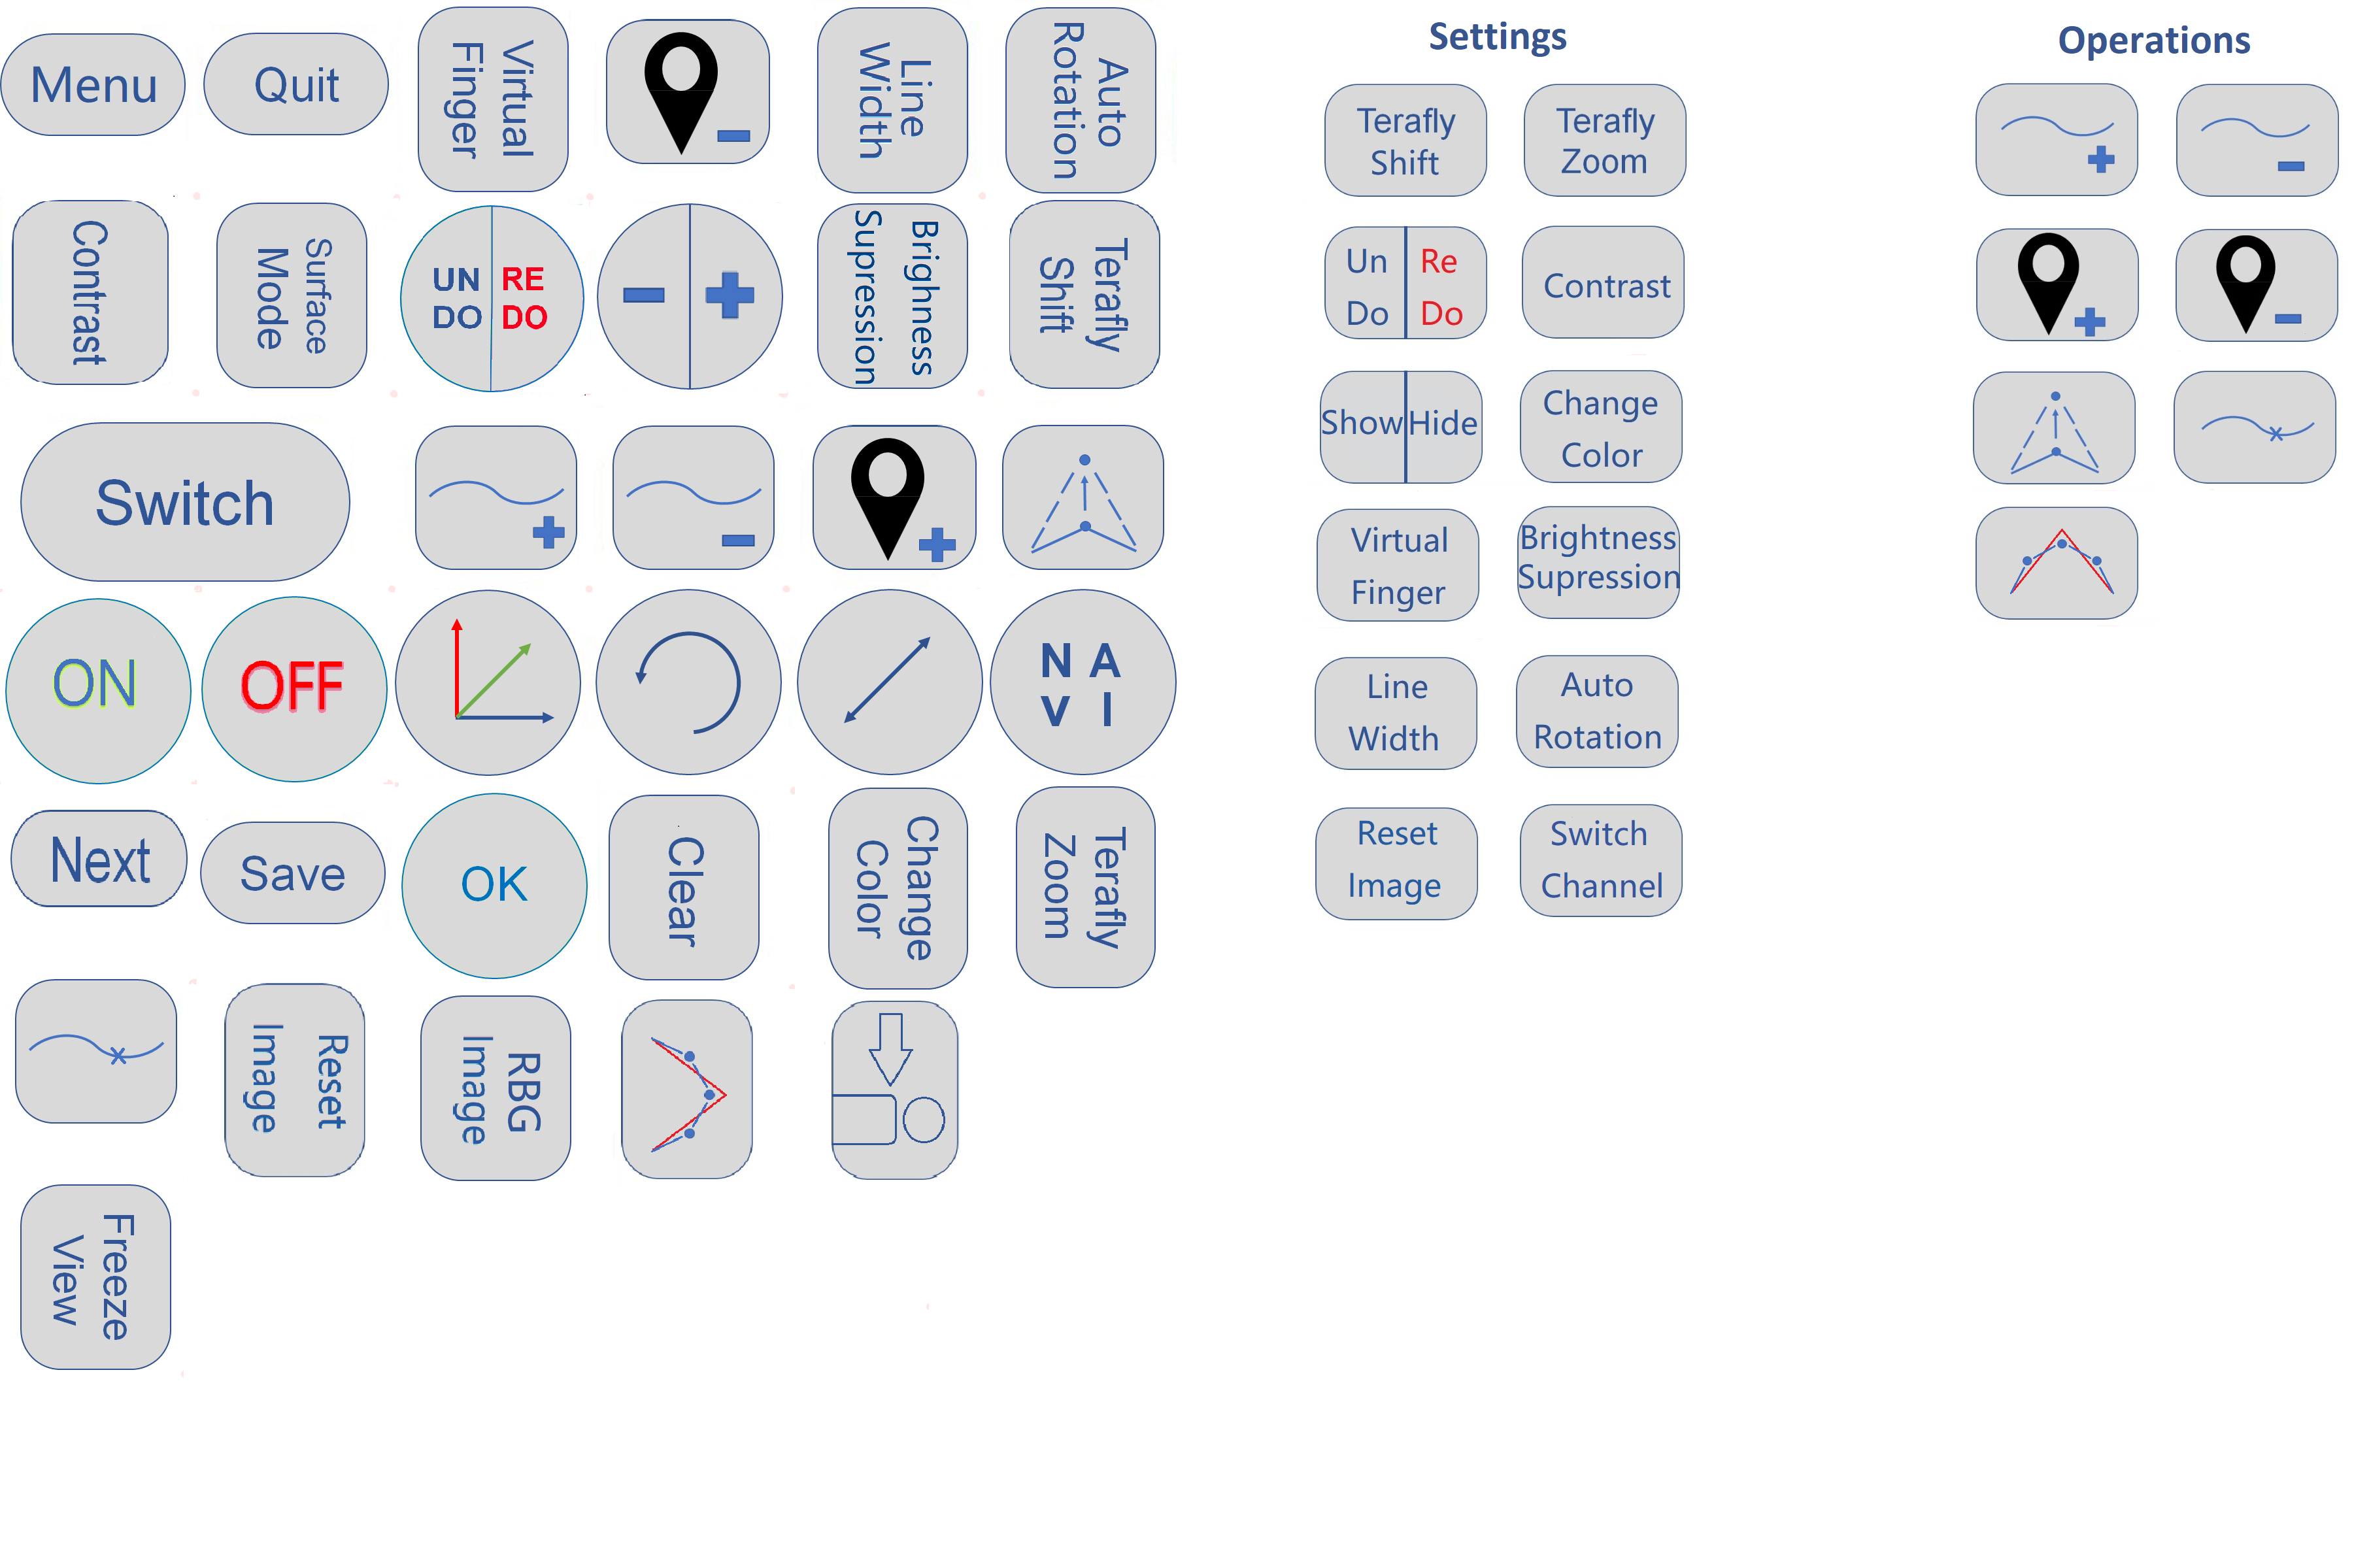 Menu
Quit
Virtual
Finger
Line
Width
Auto
Rotation
Contrast
Surface
Mode
UN RE
DO DO
Brighness
Supression
Terafly
Shift
Switch
ON
OFF
N A
V I
Next
Save
OK
Clear
Change
Color
Terafly
Zoom
Reset
Image
RBG
Image
Freeze
View
Settings
Terafly
Shift
Terafly
Zoom
Un Re
Do Do
Contrast
Show Hide
Change
Color
Virtual
Finger
Brightness
Supression
Line
Width
Auto
Rotation
Reset
Image
Switch
Channel
Operations